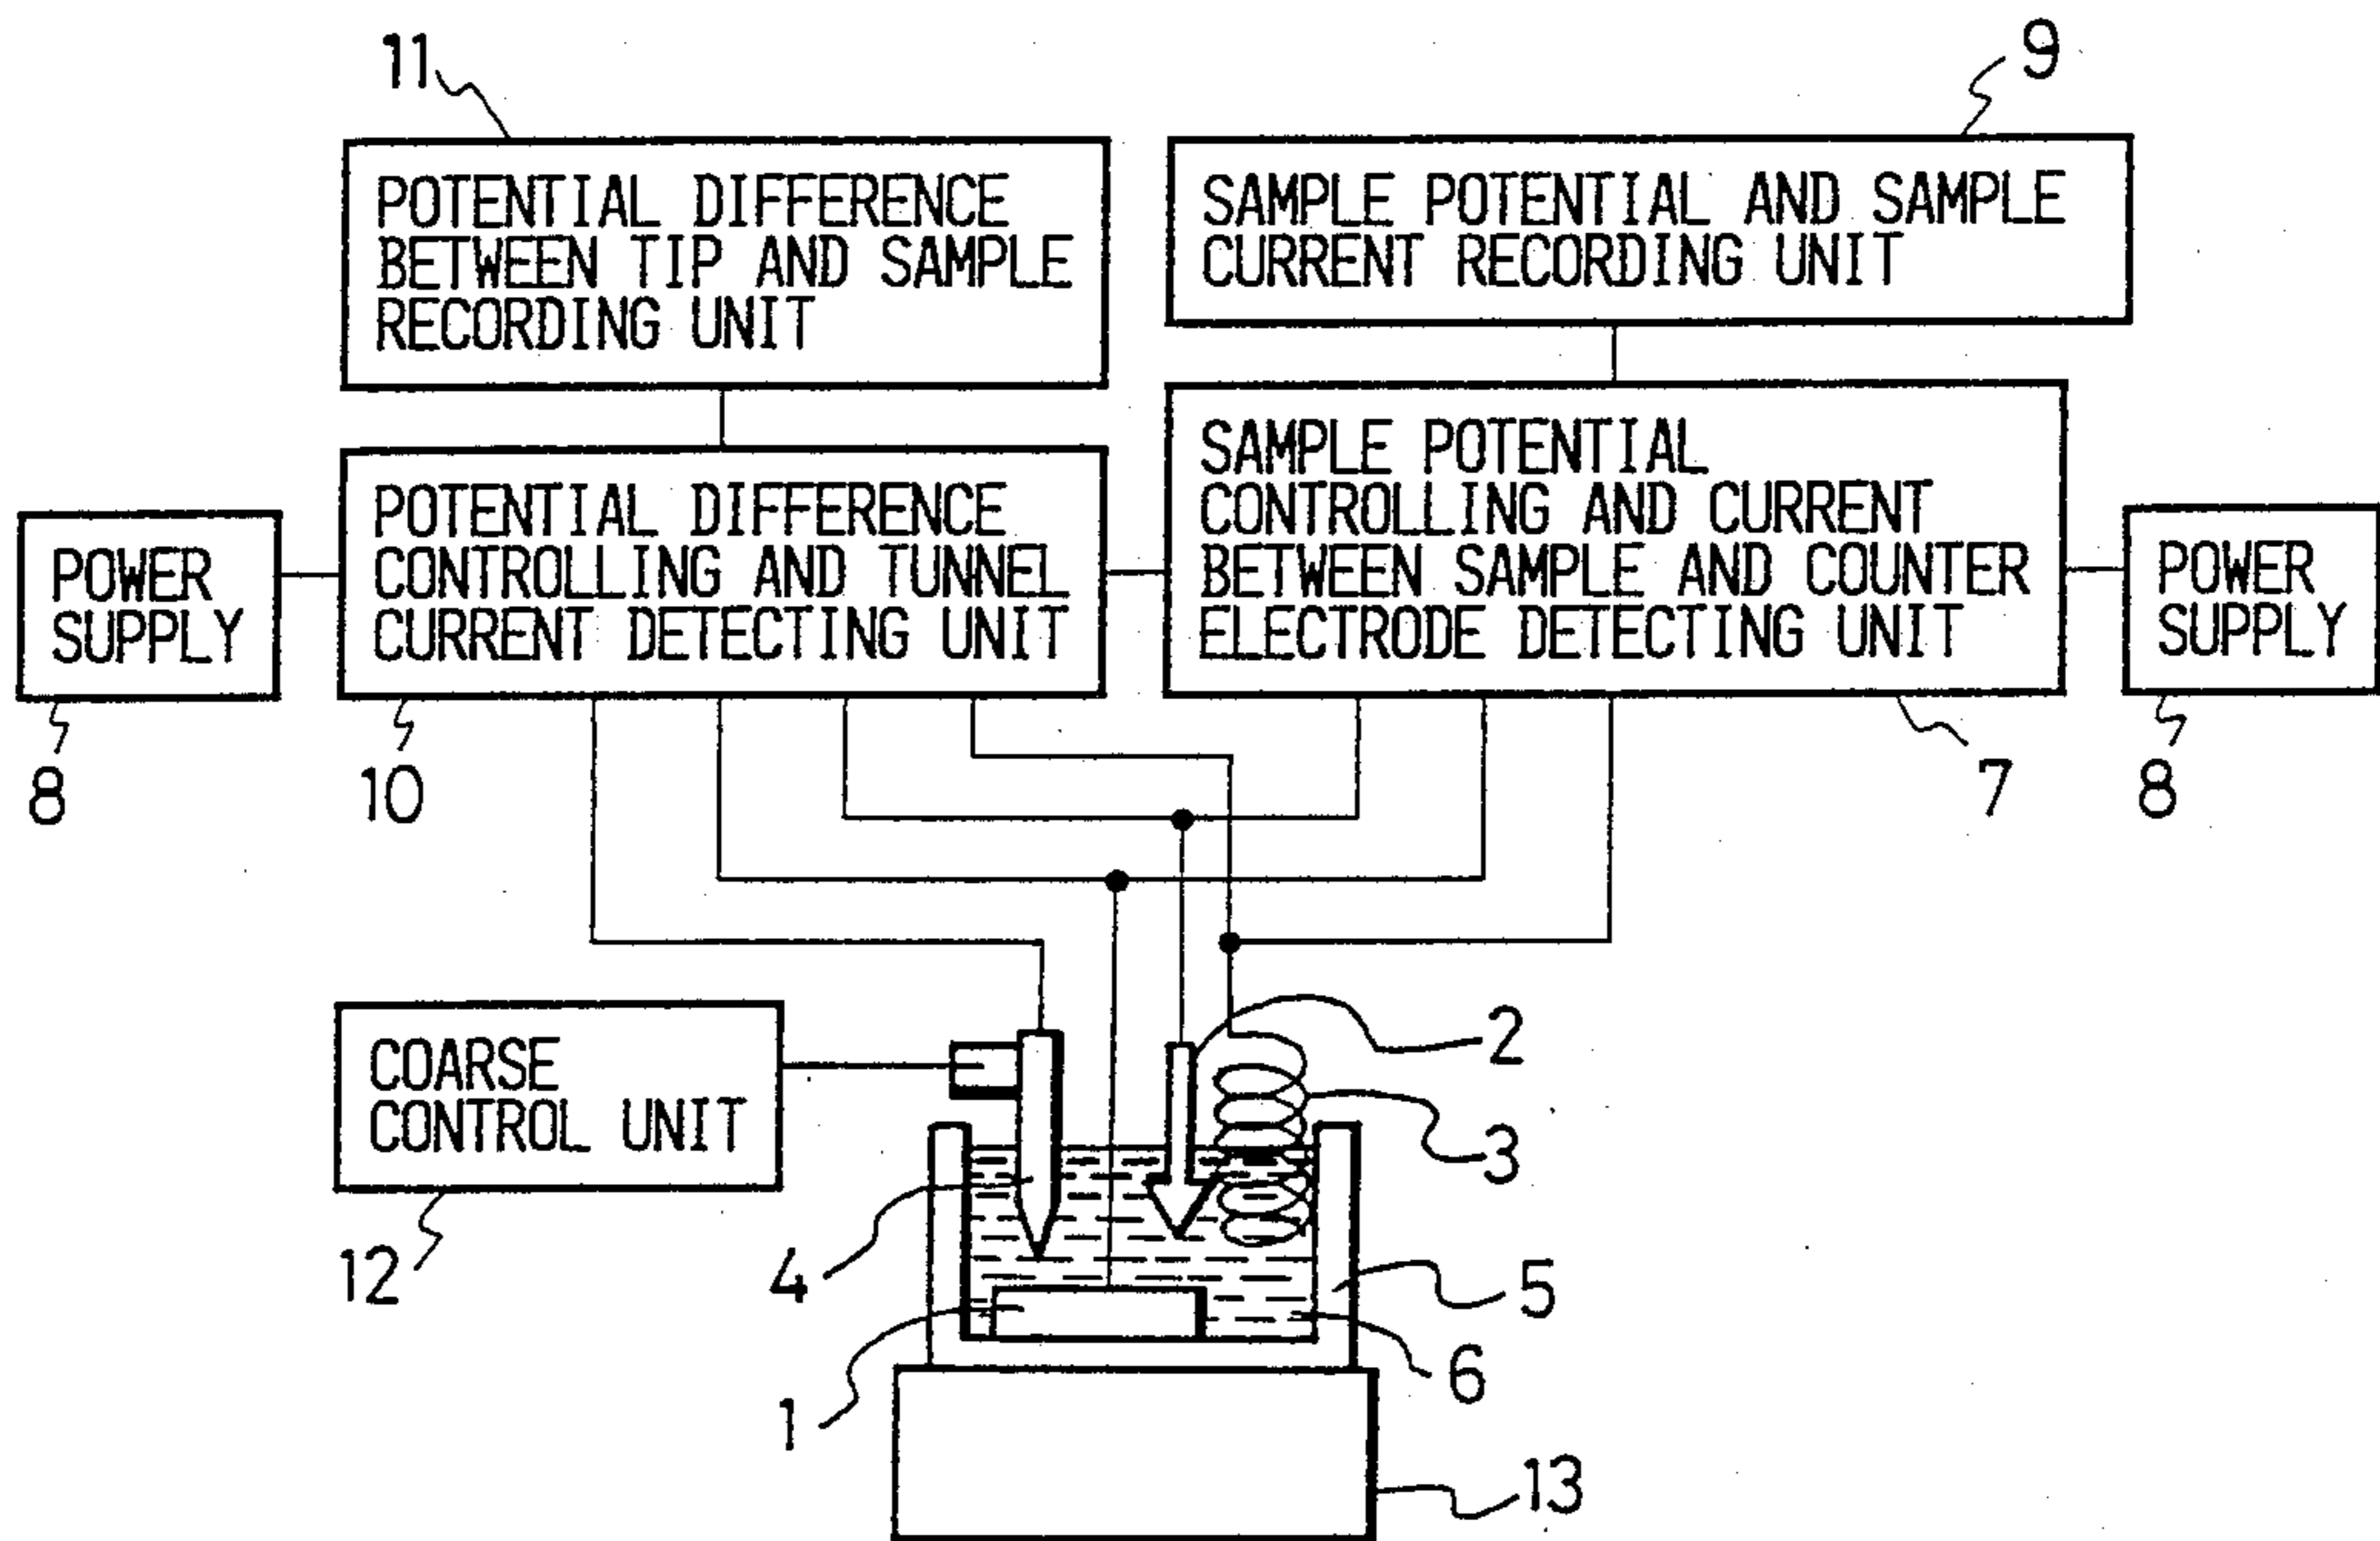 11
9
POTENTIAL DIFFERENCE
BETWEEN TIP AND SAMPLE
RECORDING UNIT
SAMPLE POTENTIAL AND SAMPLE
CURRENT RECORDING UNIT
POWER
SUPPLY
POTENTIAL DIFFERENCE
CONTROLLING AND TUNNEL
CURRENT DETECTING UNIT
SAMPLE POTENTIAL
CONTROLLING AND CURRENT
BETWEEN SAMPLE AND COUNTER
ELECTRODE DETECTING UNIT
POWER
SUPPLY
8
10
7
8
COARSE
CONTROL UNIT
2
3
12
4
5
1
6
13